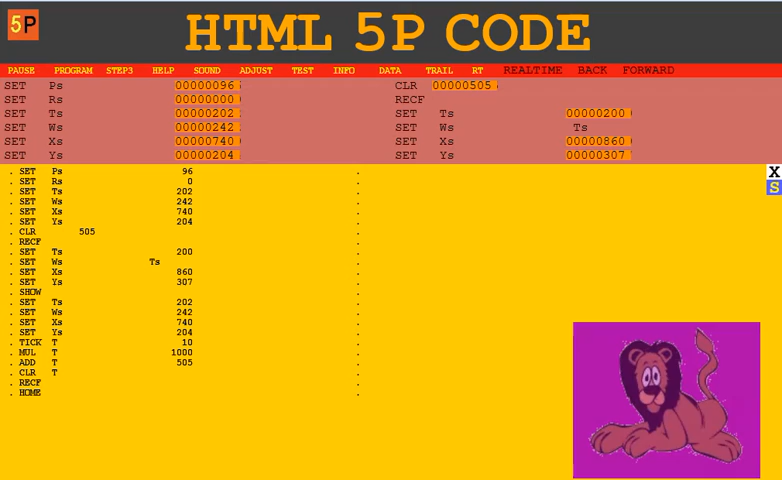 5P HTML 5P CODE
PAUSE PROGRAM STEP3 HELP SOUND ADJUST TEST INFO DATA TRAIL RT REALTIME BACK FORWARD
SET Ps 00000096 CLR 00000505
SET Rs 00000000 RECF
SET Ts 00000202 SET Ts 00000200
SET Ws 00000242 SET Ws Ts
SET Xs 00000740 SET Xs 00000860
SET Ys 00000204 SET Ys 00000307
. SET Ps 96 .
X
. SET Rs 0 .
S
. SET Ts 202 .
. SET Ws 242 .
. SET Xs 740 .
. SET Ys 204 .
. CLR 505 .
. RECF .
. SET Ts 200 .
. SET Ws Ts .
. SET Xs 860 .
. SET Ys 307 .
. SHOW .
. SET Ts 202 .
. SET Ws 242 .
. SET Xs 740 .
. SET Ys 204 .
. TICK T 10 .
. MUL T 1000 .
. ADD T 505 .
. CLR T .
. RECF .
. HOME .